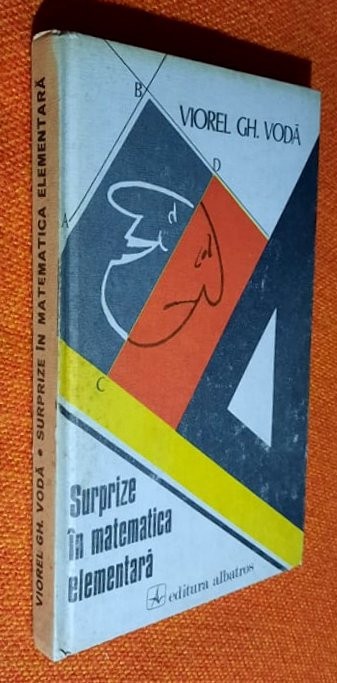 VIOREL GH. VODĂ • SURPRIZE ÎN MATEMATICA ELEMENTARĂ
B
VIOREL GH. VODĂ
D
A
C
Surprize
în matematica
elementară
editura albatros